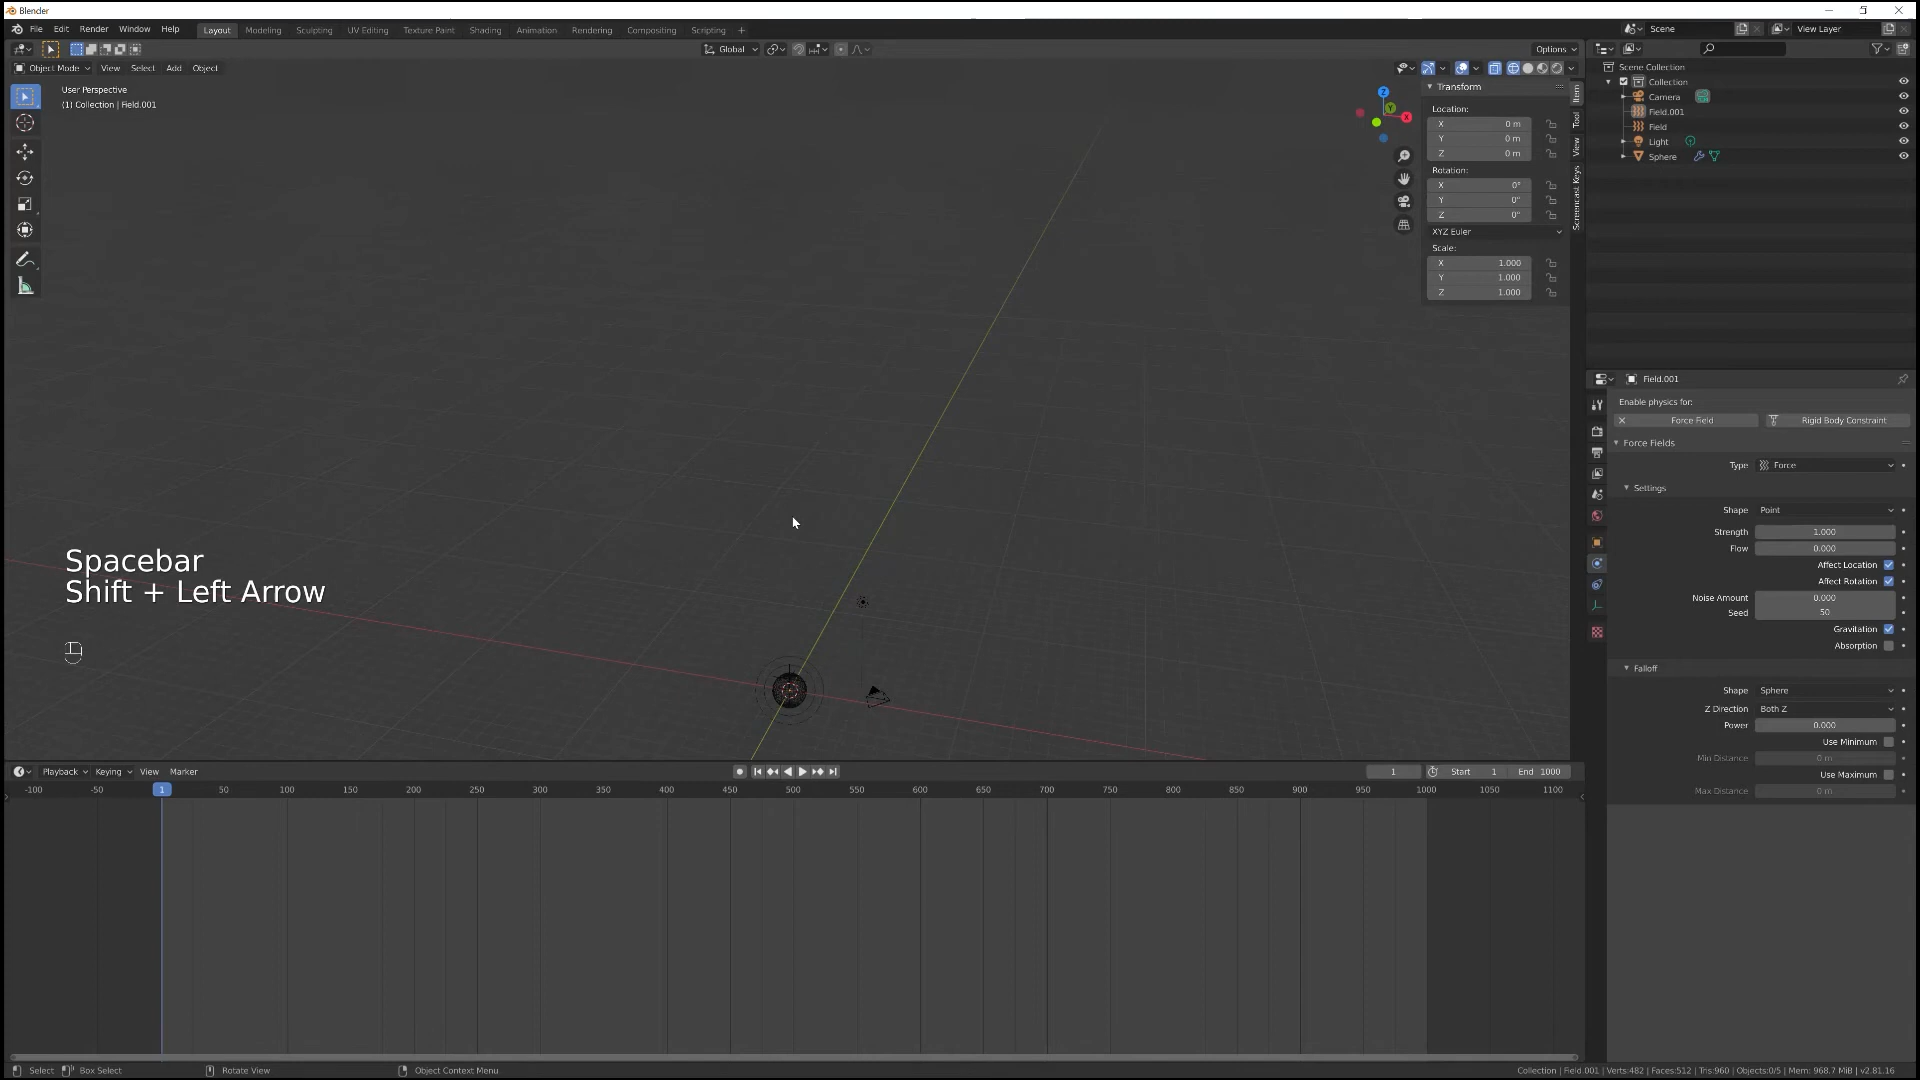 Blender
File Edit Render Window Help
Layout Modeling Sculpting UV Editing Texture Paint Shading Animation Rendering Compositing Scripting +
Scene
View Layer
Global
Options
Object Mode View Select Add Object
User Perspective
(1) Collection | Field.001
Z
Y
X
Transform
Location:
X 0 m
Y 0 m
Z 0 m
Rotation:
X 0°
Y 0°
Z 0°
XYZ Euler
Scale:
X 1.000
Y 1.000
Z 1.000
Item
Tool
View
Screencast Keys
Scene Collection
Collection
Camera
Field.001
Field
Light
Sphere
Field.001
Enable physics for:
Force Field
Rigid Body Constraint
Force Fields
Type Force
Settings
Shape Point
Strength 1.000
Flow 0.000
Affect Location
Affect Rotation
Noise Amount 0.000
Seed 50
Gravitation
Absorption
Falloff
Shape Sphere
Z Direction Both Z
Power 0.000
Use Minimum
Min Distance 0 m
Use Maximum
Max Distance 0 m
Spacebar
Shift + Left Arrow
Playback Keying View Marker
1
Start 1
End 1000
-100 -50 1 50 100 150 200 250 300 350 400 450 500 550 600 650 700 750 800 850 900 950 1000 1050 1100
Select Box Select Rotate View Object Context Menu
Collection | Field.001 | Verts:482 | Faces:512 | Tris:960 | Objects:0/5 | Mem: 968.7 MiB | v2.81.16